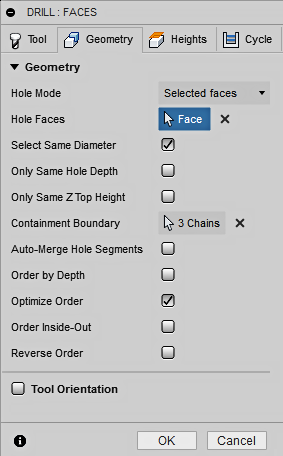 DRILL : FACES
Tool Geometry Heights Cycle
Geometry
Hole Mode Selected faces
Hole Faces Face
Select Same Diameter
Only Same Hole Depth
Only Same Z Top Height
Containment Boundary 3 Chains
Auto-Merge Hole Segments
Order by Depth
Optimize Order
Order Inside-Out
Reverse Order
Tool Orientation
OK Cancel